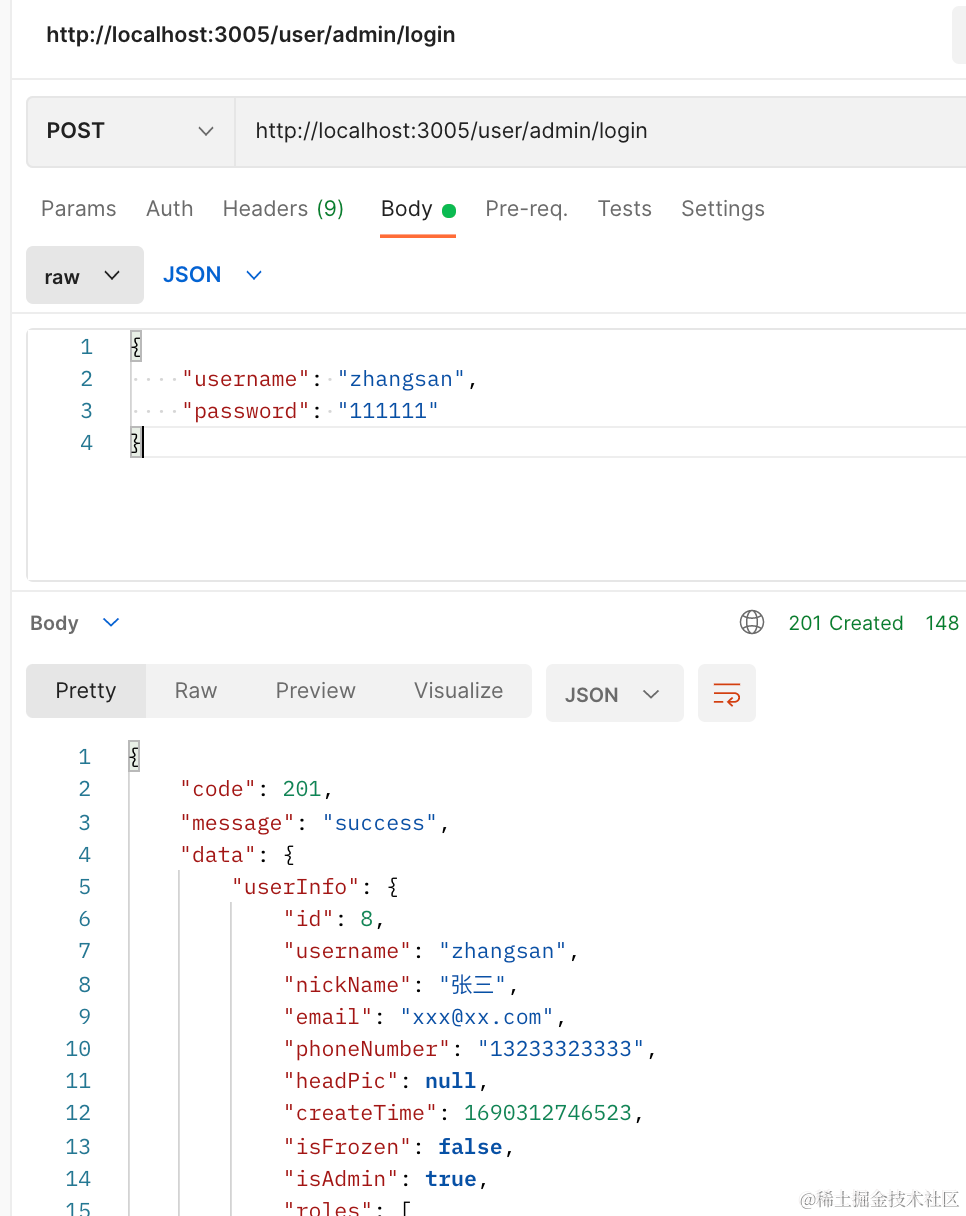 http://localhost:3005/user/admin/login
POST http://localhost:3005/user/admin/login
Params Auth Headers (9) Body Pre-req. Tests Settings
raw JSON
1 {
2 "username": "zhangsan",
3 "password": "111111"
4 }
Body 201 Created 148
Pretty Raw Preview Visualize JSON
1 {
2 "code": 201,
3 "message": "success",
4 "data": {
5 "userInfo": {
6 "id": 8,
7 "username": "zhangsan",
8 "nickName": "张三",
9 "email": "xxx@xx.com",
10 "phoneNumber": "13233323333",
11 "headPic": null,
12 "createTime": 1690312746523,
13 "isFrozen": false,
14 "isAdmin": true,
15 "roles": [
@稀土掘金技术社区